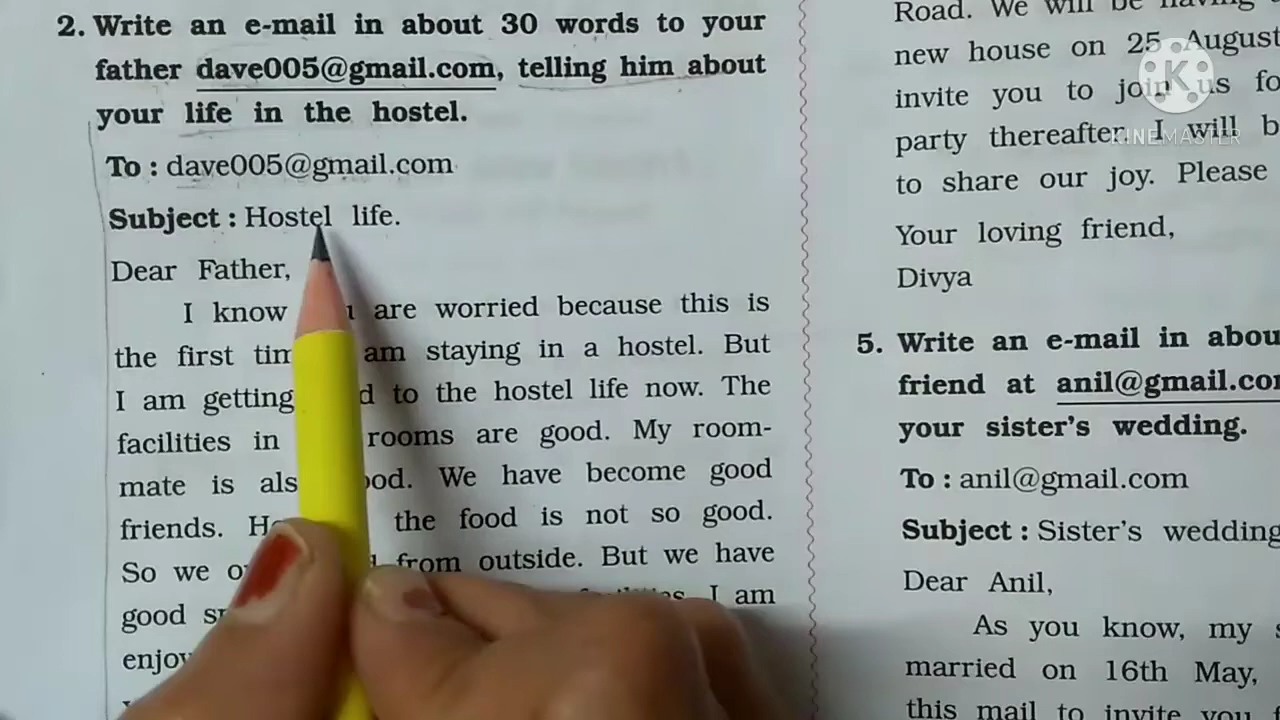 2. Write an e-mail in about 30 words to your
father dave005@gmail.com, telling him about
your life in the hostel.
To : dave005@gmail.com
Subject : Hostel life.
Dear Father,
I know are worried because this is
the first am staying in a hostel. But
I am getting to the hostel life now. The
facilities in rooms are good. My room-
mate is We have become good
friends. the food is not so good.
So we from outside. But we have
good I am
Road. We will be having
new house on 25 August
invite you to join us
party thereafter. I will
to share our joy. Please
Your loving friend,
Divya
5. Write an e-mail in
friend at
your sister's wedding.
To : anil@gmail.com
Subject : Sister's wedding
Dear Anil,
As you know, my
married on 16th May,
this mail to invite you
KINEMASTER